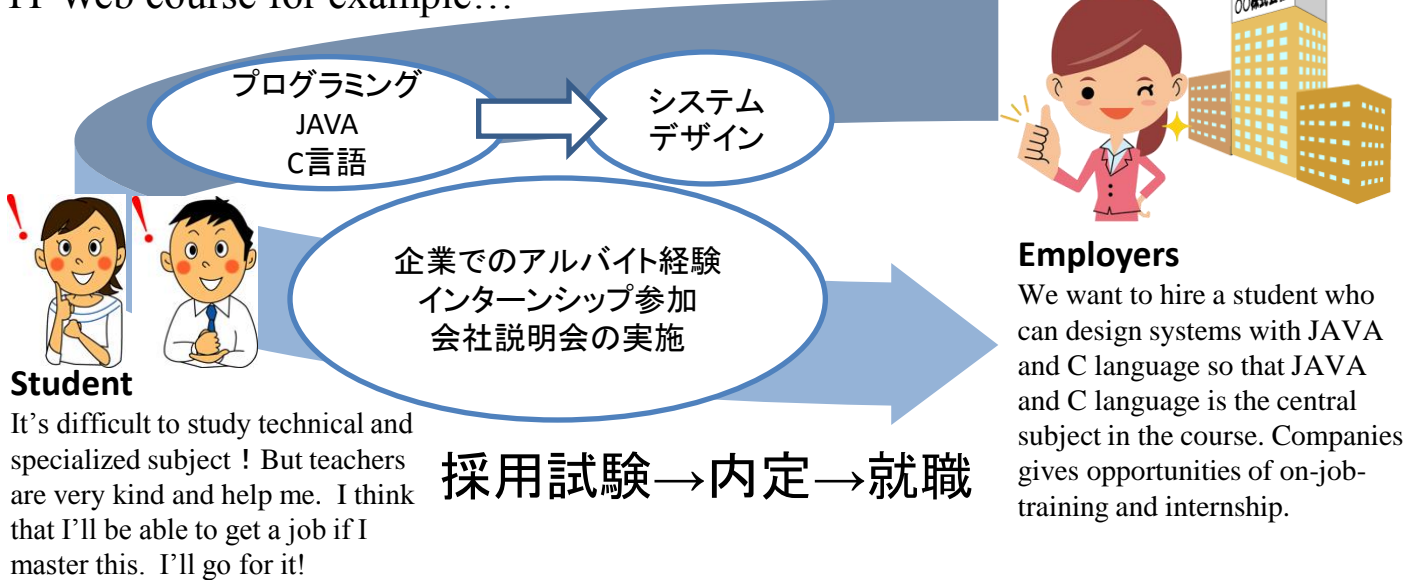 IT web course for example…
〇〇株式会社
プログラミング
JAVA
C言語
システム
デザイン
企業でのアルバイト経験
インターンシップ参加
会社説明会の実施
Student
It’s difficult to study technical and
specialized subject！But teachers
are very kind and help me. I think
that I’ll be able to get a job if I
master this. I’ll go for it!
採用試験→内定→就職
Employers
We want to hire a student who
can design systems with JAVA
and C language so that JAVA
and C language is the central
subject in the course. Companies
gives opportunities of on-job-
training and internship.